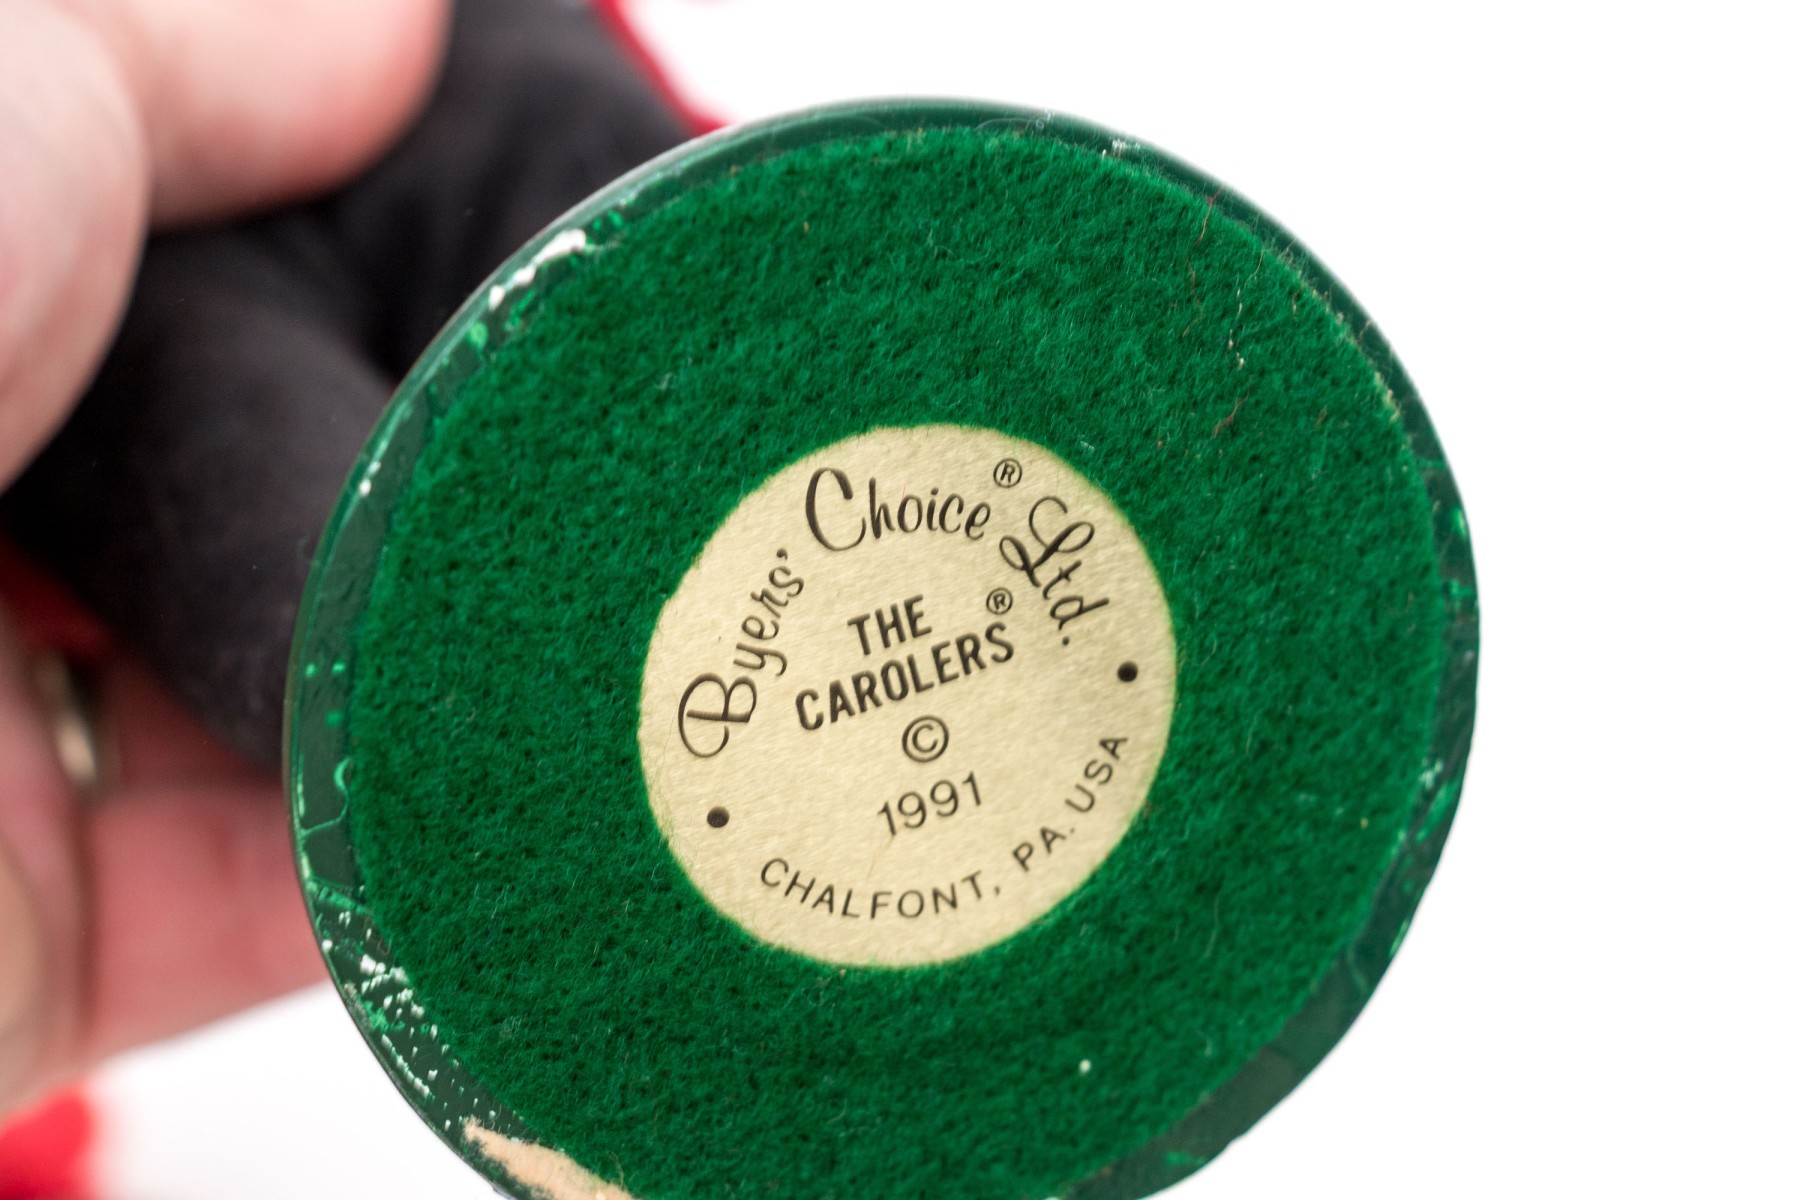 Byers' Choice® Ltd.
THE
CAROLERS®
©
1991
CHALFONT, PA. USA